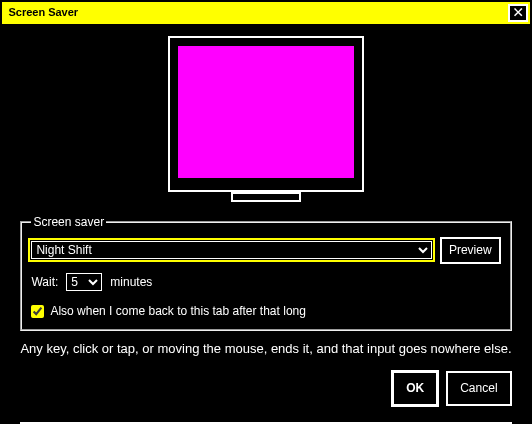 Screen Saver
Screen saver
Night Shift
Preview
Wait: 5 minutes
Also when I come back to this tab after that long
Any key, click or tap, or moving the mouse, ends it, and that input goes nowhere else.
OK Cancel